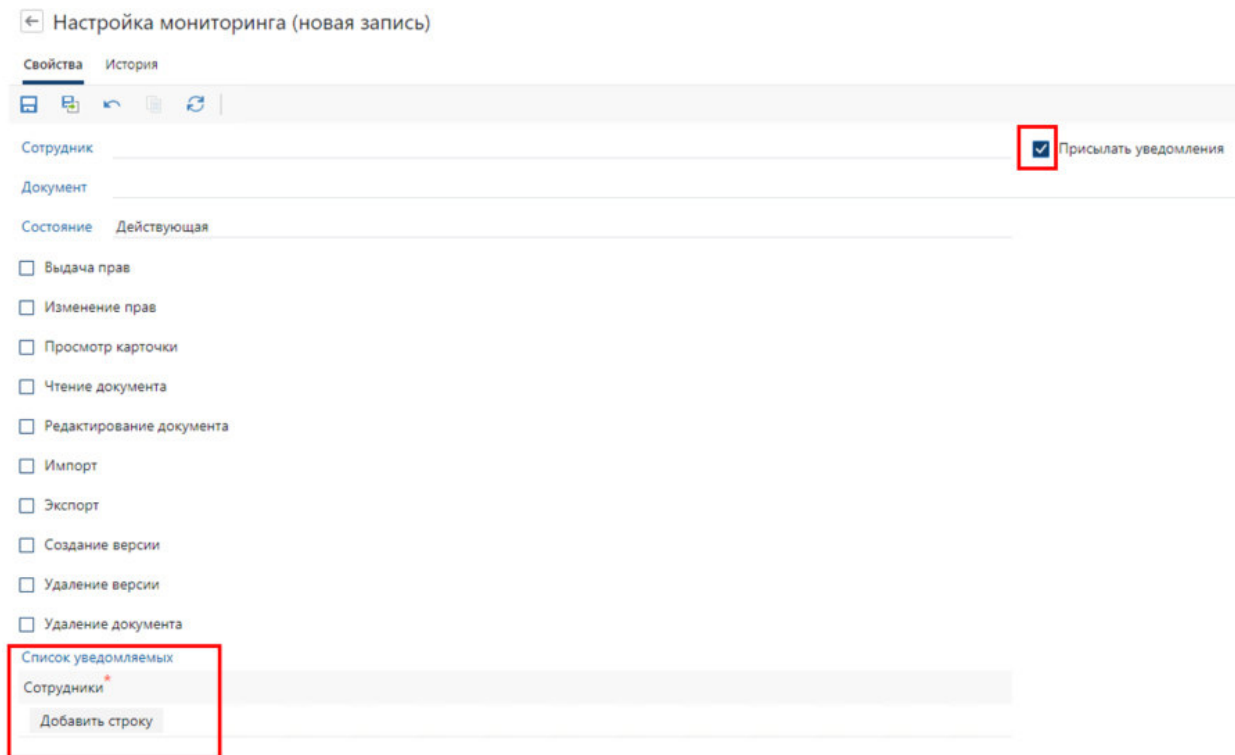 Настройка мониторинга (новая запись)
Свойства История
Сотрудник Присылать уведомления
Документ
Состояние Действующая
Выдача прав
Изменение прав
Просмотр карточки
Чтение документа
Редактирование документа
Импорт
Экспорт
Создание версии
Удаление версии
Удаление документа
Список уведомляемых
Сотрудники*
Добавить строку